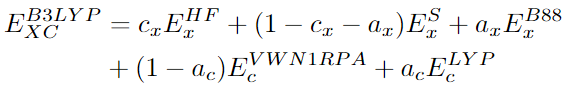 E_{XC}^{B3LYP} = c_x E_x^{HF} + (1 - c_x - a_x)E_x^S + a_x E_x^{B88}
+ (1 - a_c)E_c^{VWN1RPA} + a_c E_c^{LYP}